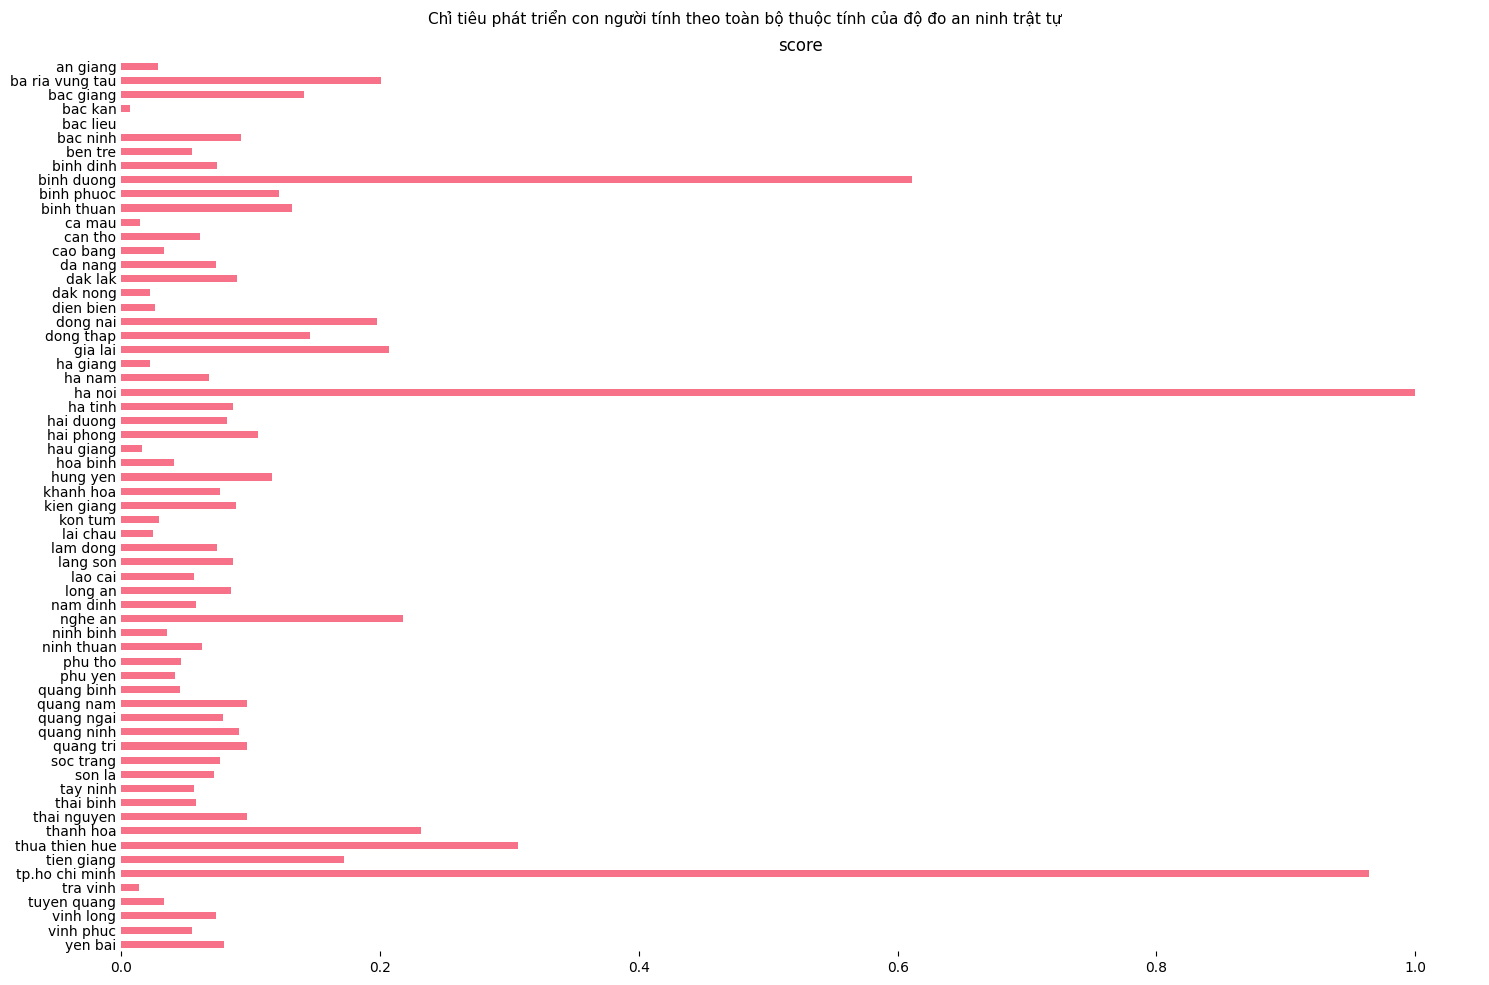 Chỉ tiêu phát triển con người tính theo toàn bộ thuộc tính của độ đo an ninh trật tự
score
an giang
ba ria vung tau
bac giang
bac kan
bac lieu
bac ninh
ben tre
binh dinh
binh duong
binh phuoc
binh thuan
ca mau
can tho
cao bang
da nang
dak lak
dak nong
dien bien
dong nai
dong thap
gia lai
ha giang
ha nam
ha noi
ha tinh
hai duong
hai phong
hau giang
hoa binh
hung yen
khanh hoa
kien giang
kon tum
lai chau
lam dong
lang son
lao cai
long an
nam dinh
nghe an
ninh binh
ninh thuan
phu tho
phu yen
quang binh
quang nam
quang ngai
quang ninh
quang tri
soc trang
son la
tay ninh
thai binh
thai nguyen
thanh hoa
thua thien hue
tien giang
tp.ho chi minh
tra vinh
tuyen quang
vinh long
vinh phuc
yen bai
0.0 0.2 0.4 0.6 0.8 1.0